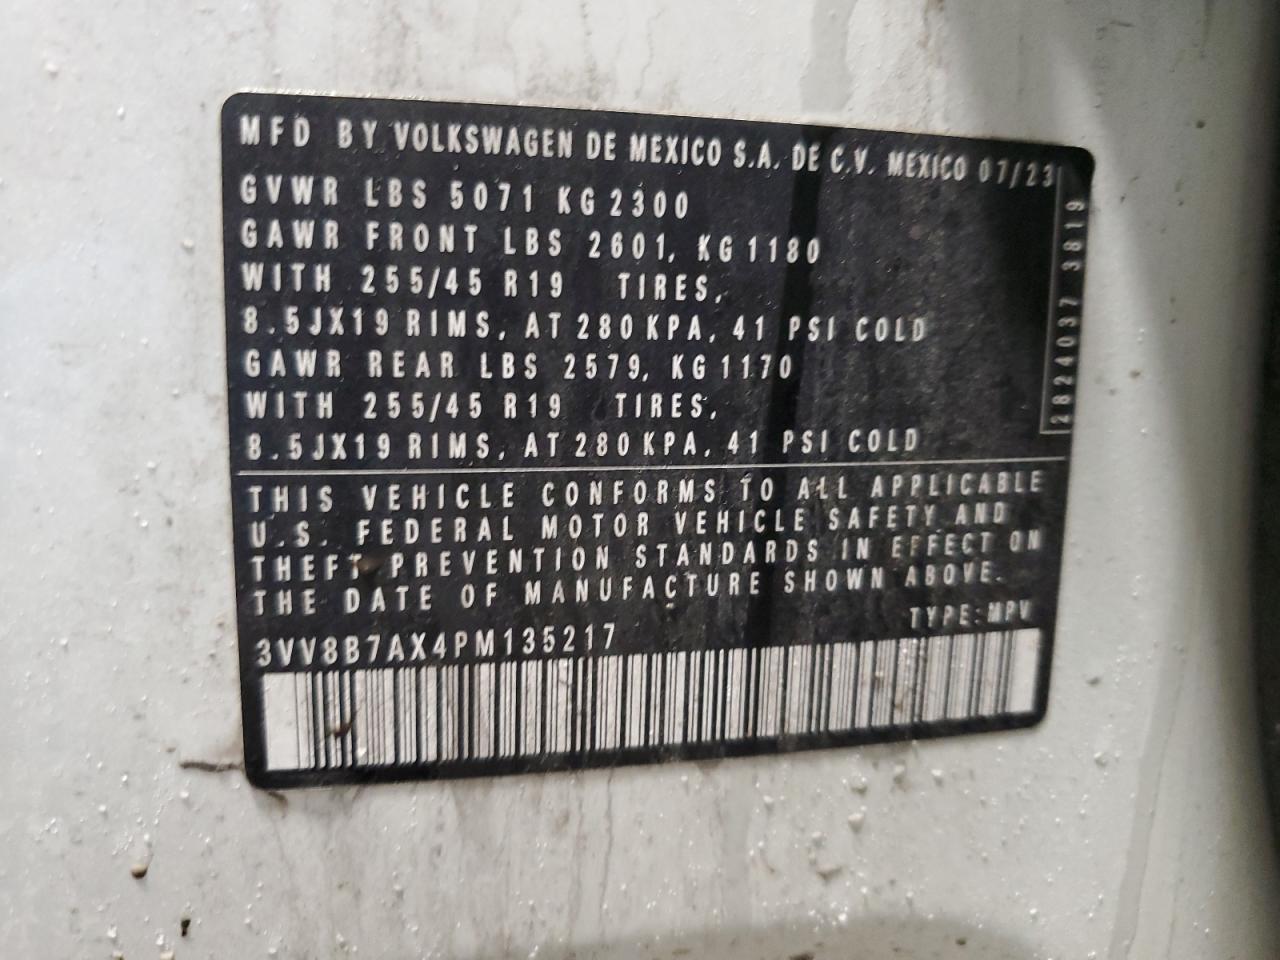 MFD BY VOLKSWAGEN DE MEXICO S.A. DE C.V. MEXICO 07/23
GVWR LBS 5071 KG 2300
GAWR FRONT LBS 2601, KG 1180
WITH 255/45 R19 TIRES,
8.5JX19 RIMS, AT 280 KPA, 41 PSI COLD
GAWR REAR LBS 2579, KG 1170
WITH 255/45 R19 TIRES,
8.5JX19 RIMS, AT 280 KPA, 41 PSI COLD
2824037 3819
THIS VEHICLE CONFORMS TO ALL APPLICABLE
U.S. FEDERAL MOTOR VEHICLE SAFETY AND
THEFT PREVENTION STANDARDS IN EFFECT ON
THE DATE OF MANUFACTURE SHOWN ABOVE.
TYPE: MPV
3VV8B7AX4PM135217